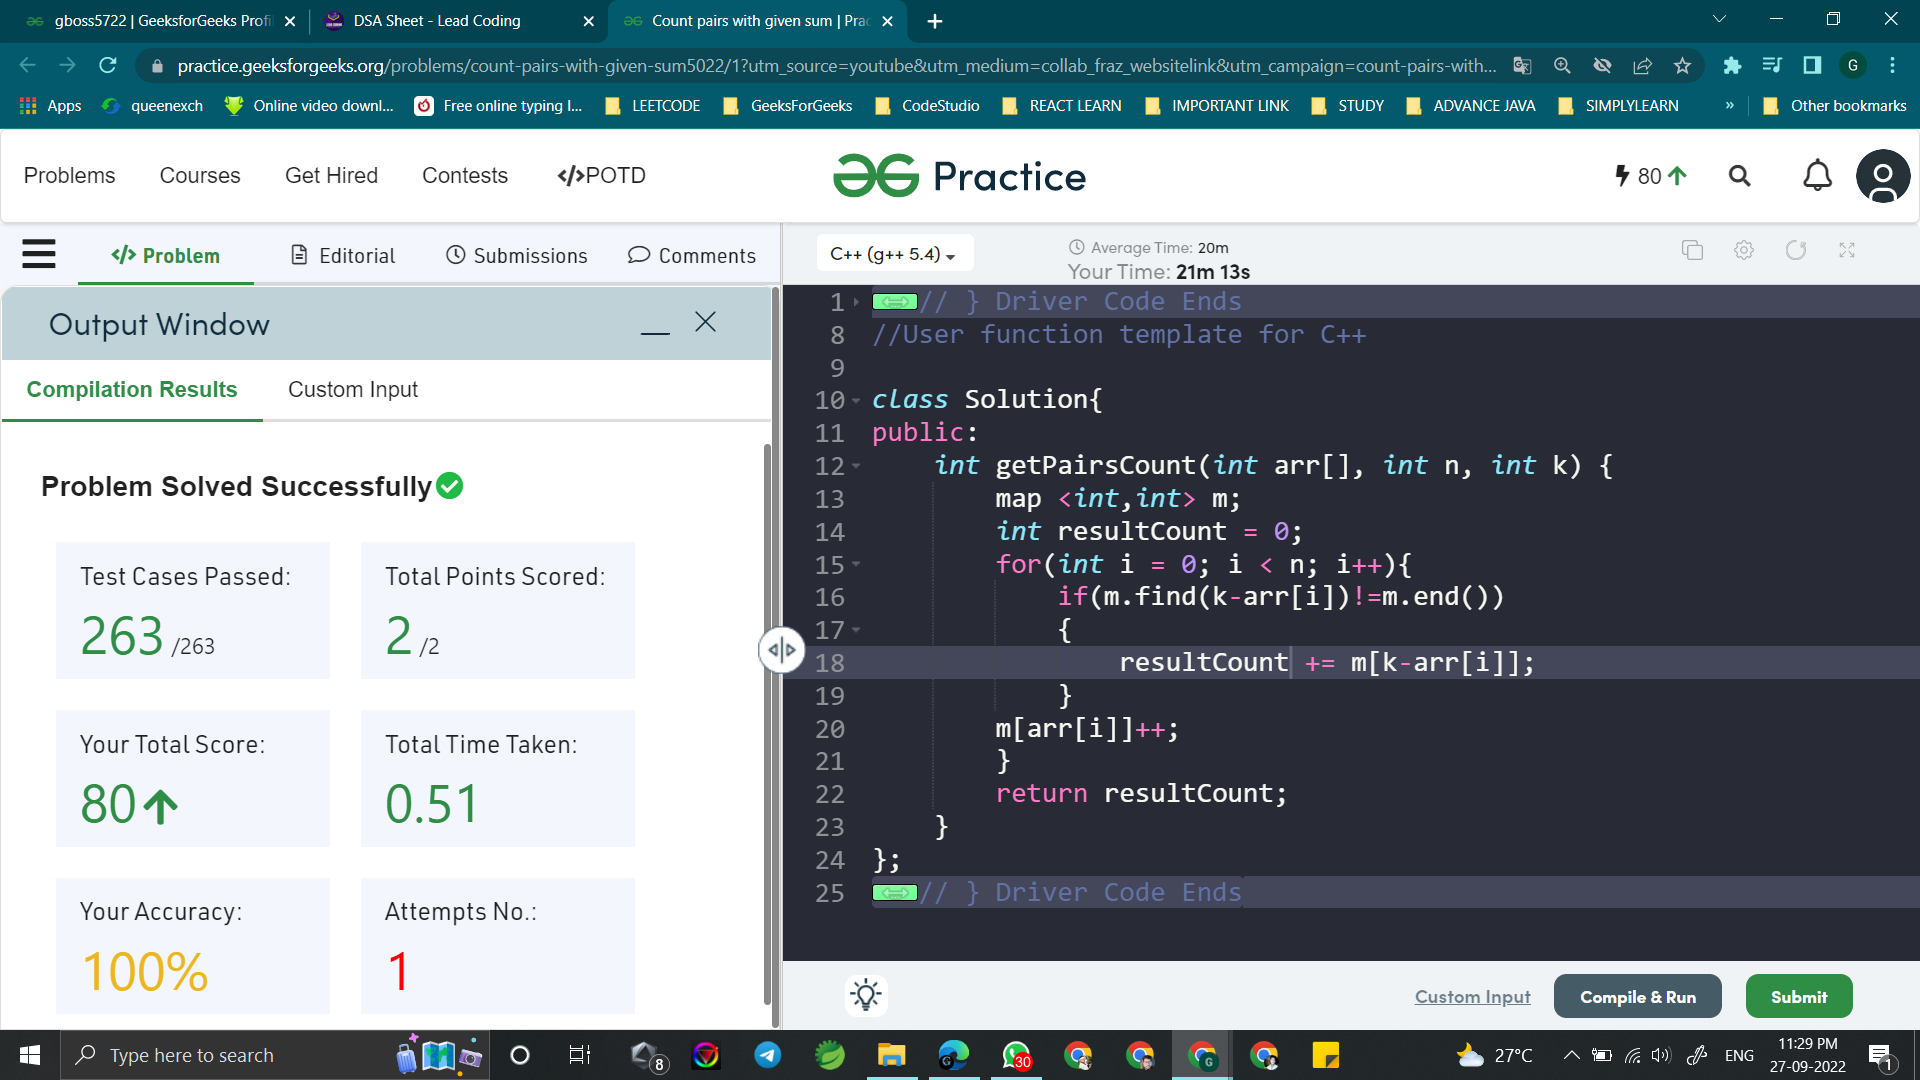 gboss5722 | GeeksforGeeks Profi
DSA Sheet - Lead Coding
Count pairs with given sum | Prac
practice.geeksforgeeks.org/problems/count-pairs-with-given-sum5022/1?utm_source=youtube&utm_medium=collab_fraz_websitelink&utm_campaign=count-pairs-with...
G
Apps
queenexch
Online video downl...
Free online typing I...
LEETCODE
GeeksForGeeks
CodeStudio
REACT LEARN
IMPORTANT LINK
STUDY
ADVANCE JAVA
SIMPLYLEARN
»
Other bookmarks
Problems
Courses
Get Hired
Contests
</>POTD
Practice
80
</> Problem
Editorial
Submissions
Comments
C++ (g++ 5.4)
Average Time: 20m
Your Time: 21m 13s
Output Window
Compilation Results
Custom Input
Problem Solved Successfully
Test Cases Passed:
263 /263
Total Points Scored:
2 /2
Your Total Score:
80
Total Time Taken:
0.51
Your Accuracy:
100%
Attempts No.:
1
1 // } Driver Code Ends
8 //User function template for C++
9
10 class Solution{
11 public:
12 int getPairsCount(int arr[], int n, int k) {
13 map <int,int> m;
14 int resultCount = 0;
15 for(int i = 0; i < n; i++){
16 if(m.find(k-arr[i])!=m.end())
17 {
18 resultCount += m[k-arr[i]];
19 }
20 m[arr[i]]++;
21 }
22 return resultCount;
23 }
24 };
25 // } Driver Code Ends
Custom Input
Compile & Run
Submit
Type here to search
8
30
G
G
27°C
ENG
11:29 PM
27-09-2022
1